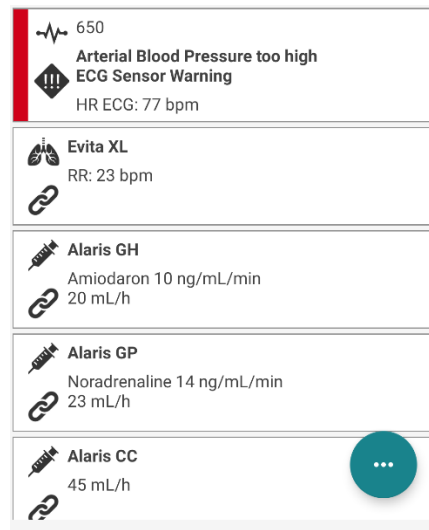 650
Arterial Blood Pressure too high
ECG Sensor Warning
HR ECG: 77 bpm
Evita XL
RR: 23 bpm
Alaris GH
Amiodaron 10 ng/mL/min
20 mL/h
Alaris GP
Noradrenaline 14 ng/mL/min
23 mL/h
Alaris CC
45 mL/h